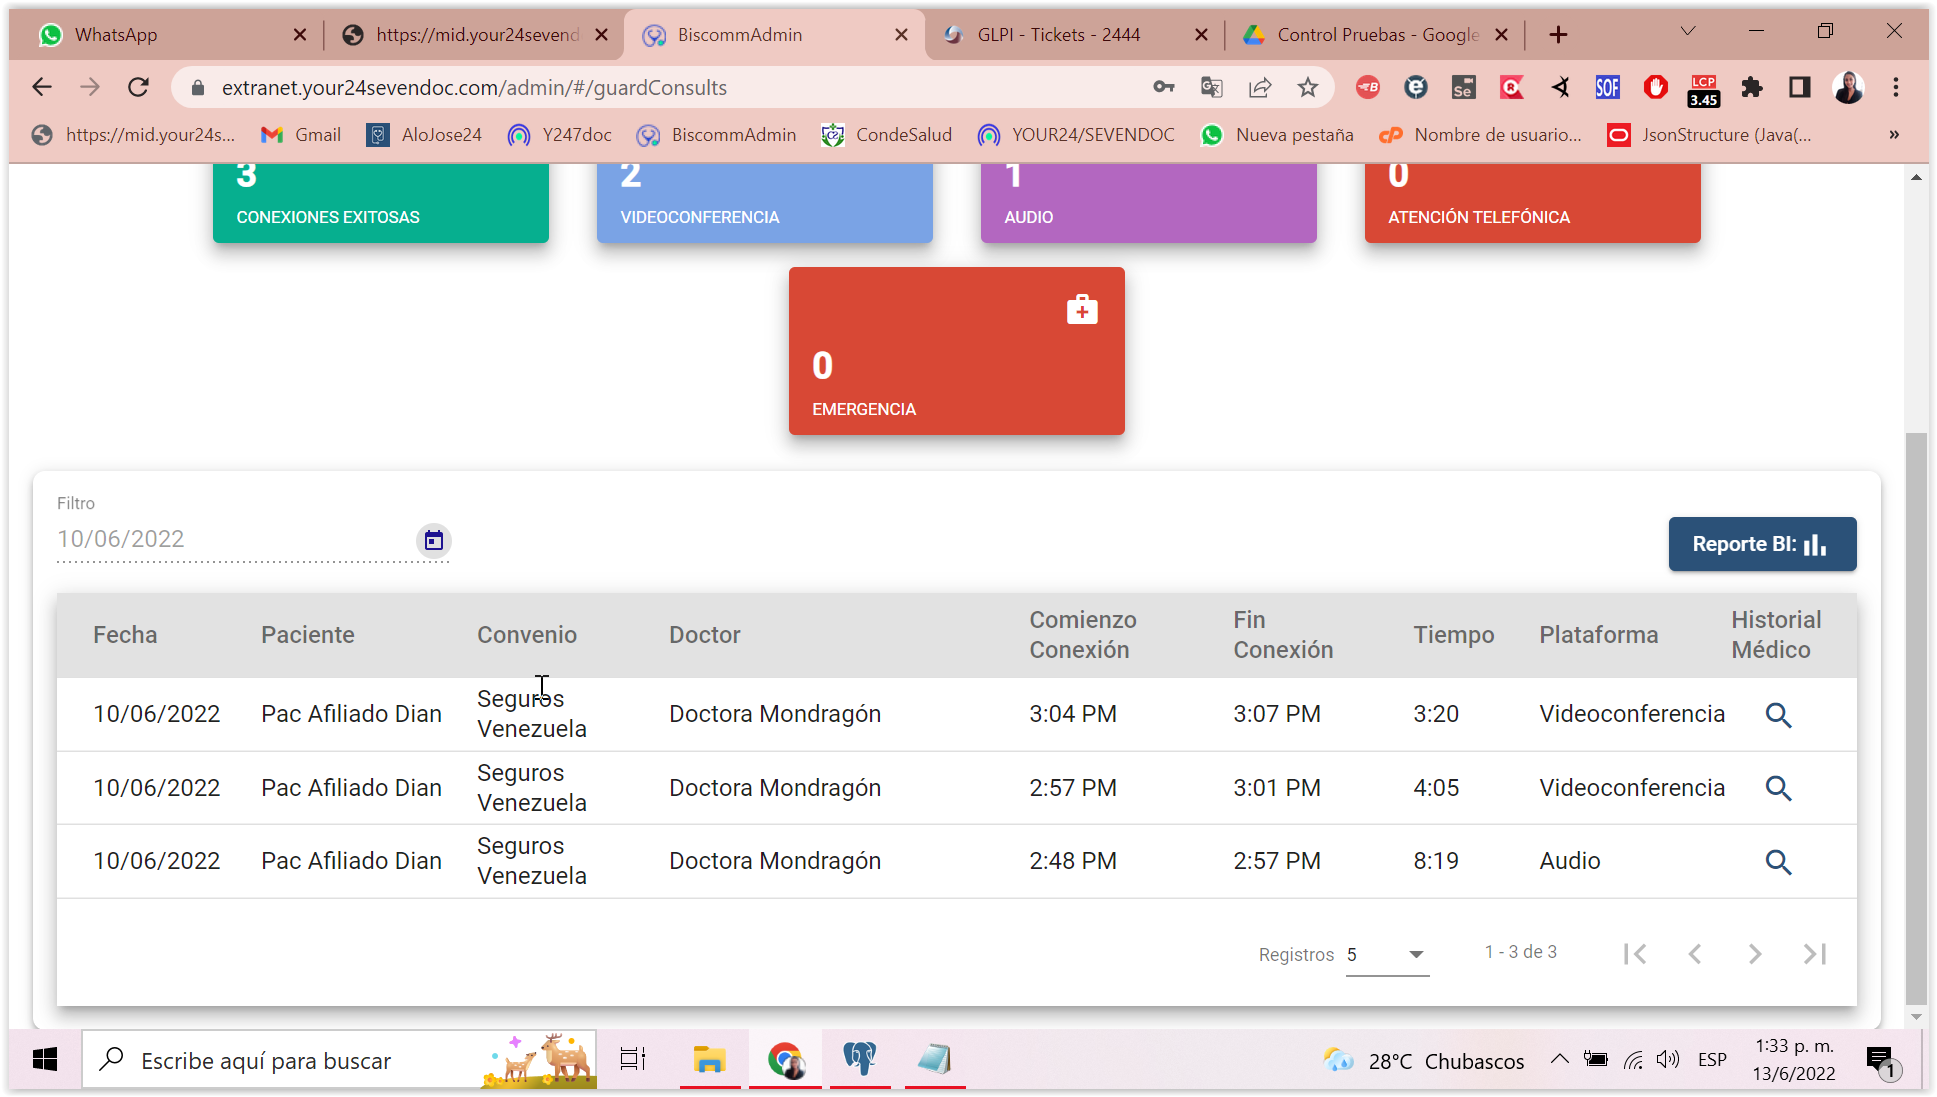 WhatsApp
https://mid.your24sevend
BiscommAdmin
GLPI - Tickets - 2444
Control Pruebas - Google
extranet.your24sevendoc.com/admin/#/guardConsults
Se
SOF
LCP
3.45
https://mid.your24s...
Gmail
AloJose24
Y247doc
BiscommAdmin
CondeSalud
YOUR24/SEVENDOC
Nueva pestaña
Nombre de usuario...
JsonStructure (Java(...
»
3
CONEXIONES EXITOSAS
2
VIDEOCONFERENCIA
1
AUDIO
0
ATENCIÓN TELEFÓNICA
0
EMERGENCIA
Filtro
10/06/2022
Reporte BI:
Fecha
Paciente
Convenio
Doctor
Comienzo
Conexión
Fin
Conexión
Tiempo
Plataforma
Historial
Médico
10/06/2022
Pac Afiliado Dian
Seguros
Venezuela
Doctora Mondragón
3:04 PM
3:07 PM
3:20
Videoconferencia
10/06/2022
Pac Afiliado Dian
Seguros
Venezuela
Doctora Mondragón
2:57 PM
3:01 PM
4:05
Videoconferencia
10/06/2022
Pac Afiliado Dian
Seguros
Venezuela
Doctora Mondragón
2:48 PM
2:57 PM
8:19
Audio
Registros 5
1 - 3 de 3
Escribe aquí para buscar
28°C Chubascos
ESP
1:33 p. m.
13/6/2022
1